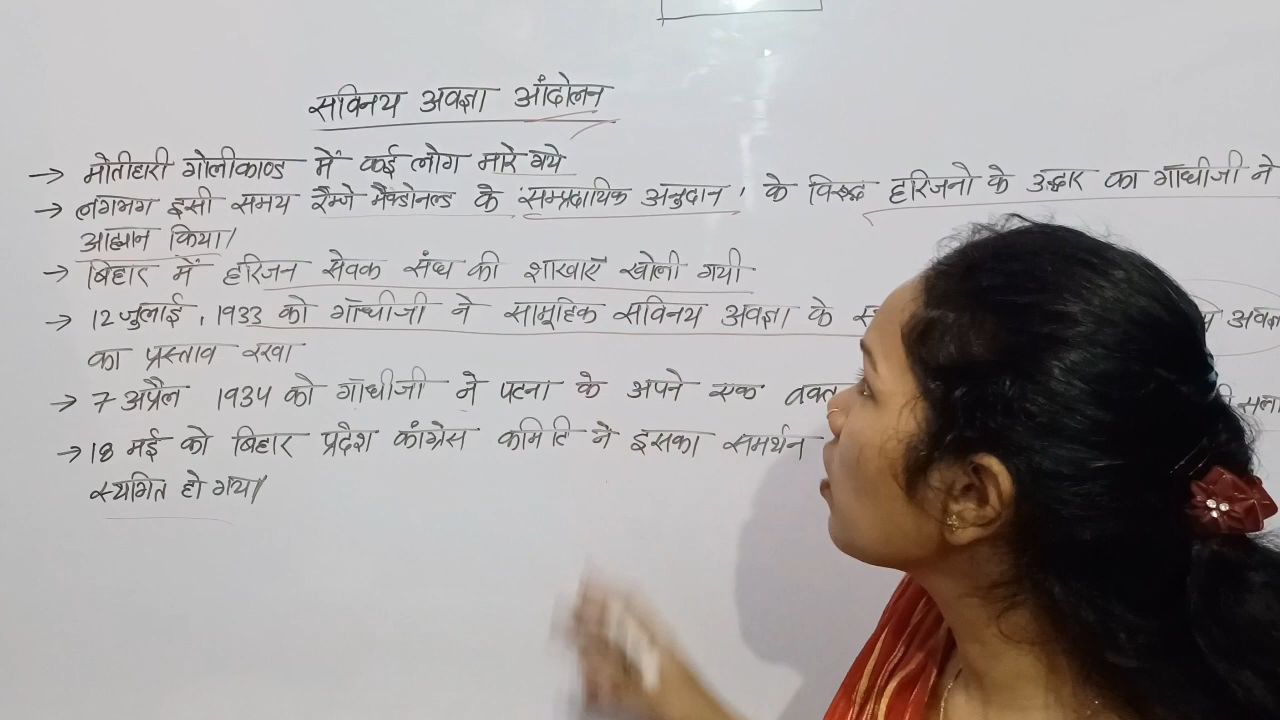 सविनय अवज्ञा आंदोलन
→ मोतीहारी गोलीकाण्ड में कई लोग मारे गये
→ लगभग इसी समय रैम्जे मैक्डोनल्ड के 'सम्प्रदायिक अनुदान' के विरुद्ध हरिजनो के उद्धार का गाँधीजी ने
आह्मान किया।
→ बिहार में हरिजन सेवक संघ की शाखाएँ खोली गयी
→ 12 जुलाई, 1933 को गाँधीजी ने सामूहिक सविनय अवज्ञा के अवज्ञ
का प्रस्ताव रखा
→ 7 अप्रैल 1934 को गाँधीजी ने पटना के अपने एक
→ 18 मई को बिहार प्रदेश कांग्रेस कमिटि ने इसका समर्थन
स्थगित हो गया।